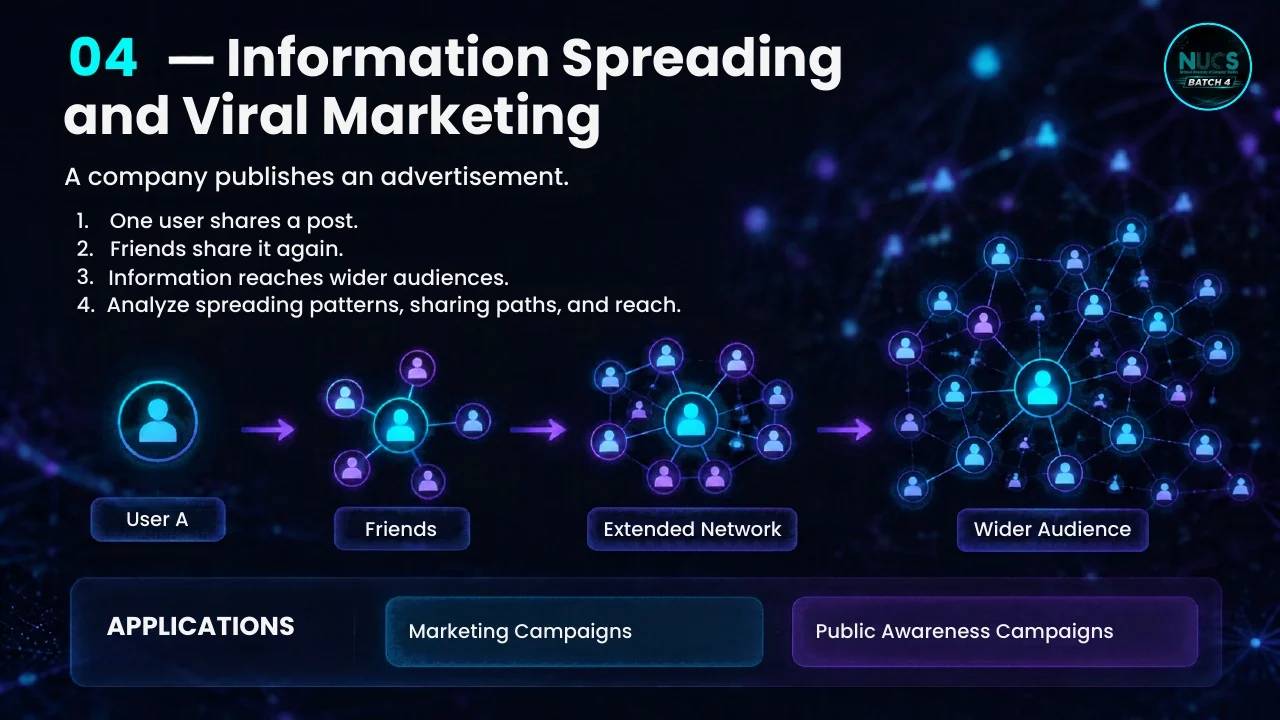 04 — Information Spreading
and Viral Marketing
NUCS
BATCH 4
A company publishes an advertisement.
1. One user shares a post.
2. Friends share it again.
3. Information reaches wider audiences.
4. Analyze spreading patterns, sharing paths, and reach.
User A
Friends
Extended Network
Wider Audience
APPLICATIONS
Marketing Campaigns
Public Awareness Campaigns